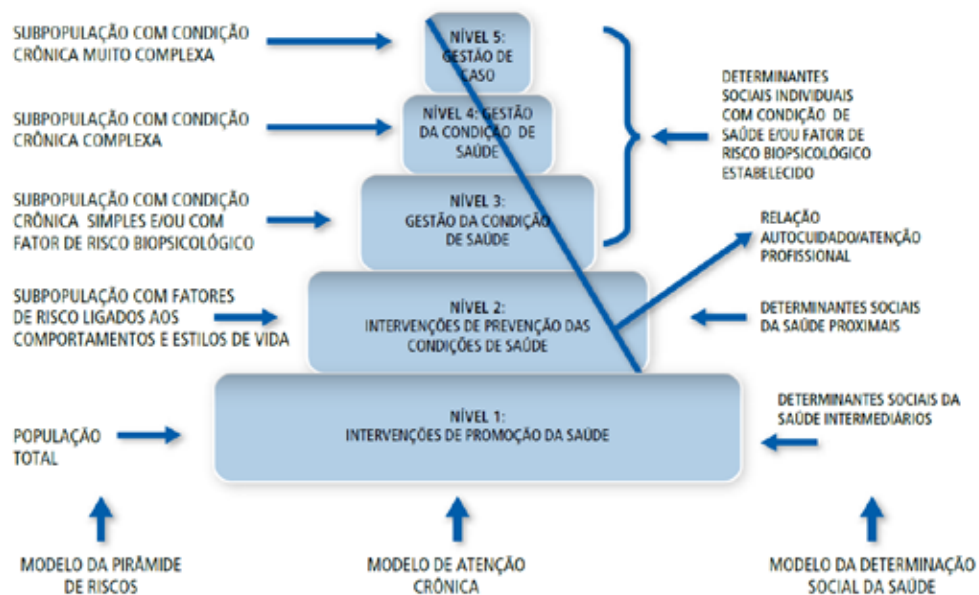 SUBPOPULAÇÃO COM CONDIÇÃO
CRÔNICA MUITO COMPLEXA
NÍVEL 5:
GESTÃO DE
CASO
SUBPOPULAÇÃO COM CONDIÇÃO
CRÔNICA COMPLEXA
NÍVEL 4: GESTÃO
DA CONDIÇÃO DE
SAÚDE
DETERMINANTES
SOCIAIS INDIVIDUAIS
COM CONDIÇÃO DE
SAÚDE E/OU FATOR DE
RISCO BIOPSICOLÓGICO
ESTABELECIDO
SUBPOPULAÇÃO COM CONDIÇÃO
CRÔNICA SIMPLES E/OU COM
FATOR DE RISCO BIOPSICOLÓGICO
NÍVEL 3:
GESTÃO DA CONDIÇÃO
DE SAÚDE
RELAÇÃO
AUTOCUIDADO/ATENÇÃO
PROFISSIONAL
SUBPOPULAÇÃO COM FATORES
DE RISCO LIGADOS AOS
COMPORTAMENTOS E ESTILOS DE VIDA
NÍVEL 2:
INTERVENÇÕES DE PREVENÇÃO DAS
CONDIÇÕES DE SAÚDE
DETERMINANTES SOCIAIS
DA SAÚDE PROXIMAIS
POPULAÇÃO
TOTAL
NÍVEL 1:
INTERVENÇÕES DE PROMOÇÃO DA SAÚDE
DETERMINANTES SOCIAIS DA
SAÚDE INTERMEDIÁRIOS
MODELO DA PIRÂMIDE
DE RISCOS
MODELO DE ATENÇÃO
CRÔNICA
MODELO DA DETERMINAÇÃO
SOCIAL DA SAÚDE